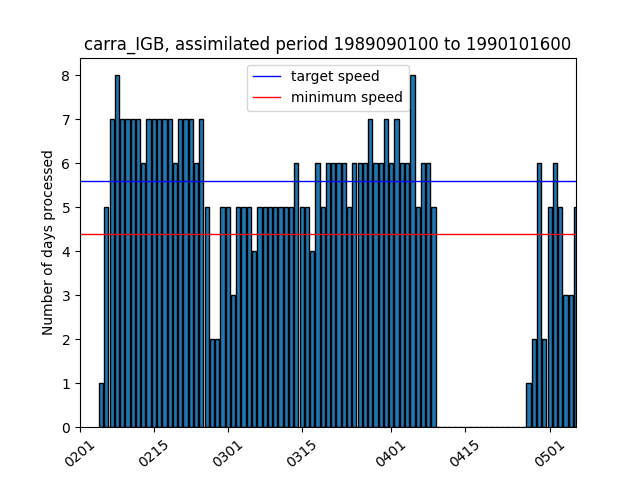 carra_IGB, assimilated period 1989090100 to 1990101600
target speed
minimum speed
Number of days processed
8
7
6
5
4
3
2
1
0
0201 0215 0301 0315 0401 0415 0501